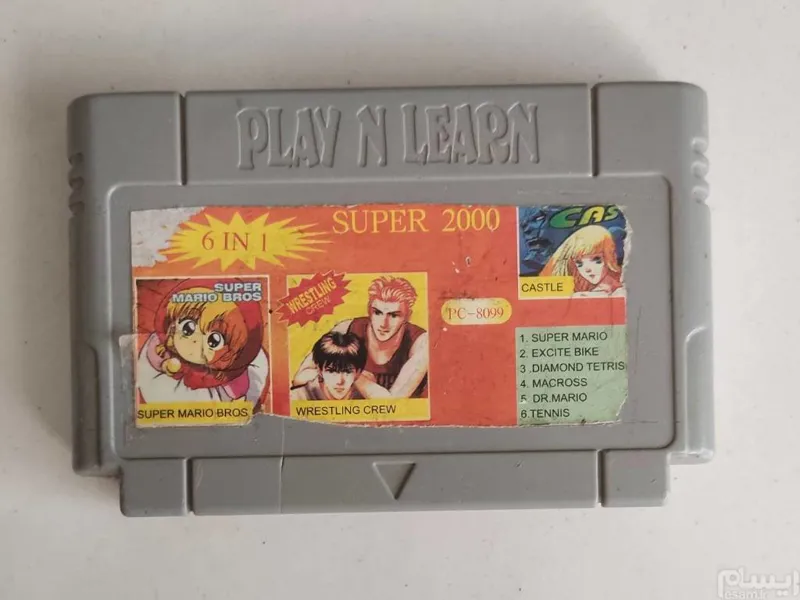 PLAY N LEARN
6 IN 1
SUPER 2000
CAS
SUPER
MARIO BROS
WRESTLING
CREW
PC-8099
CASTLE
1. SUPER MARIO
2. EXCITE BIKE
3 .DIAMOND TETRIS
4. MACROSS
5. DR.MARIO
6.TENNIS
SUPER MARIO BROS
WRESTLING CREW
ایسام
esam.ir